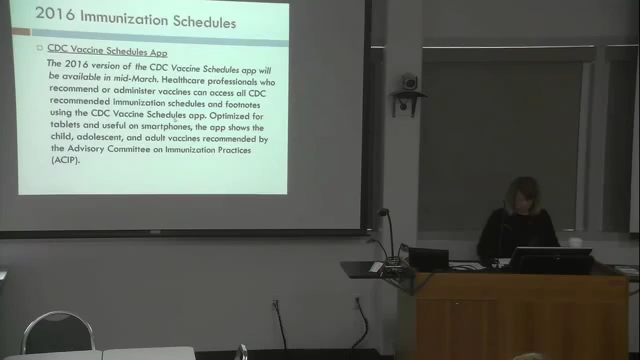 2016 Immunization Schedules
CDC Vaccine Schedules App
The 2016 version of the CDC Vaccine Schedules app will
be available in mid-March. Healthcare professionals who
recommend or administer vaccines can access all CDC
recommended immunization schedules and footnotes
using the CDC Vaccine Schedules app. Optimized for
tablets and useful on smartphones, the app shows the
child, adolescent, and adult vaccines recommended by
the Advisory Committee on Immunization Practices
(ACIP).